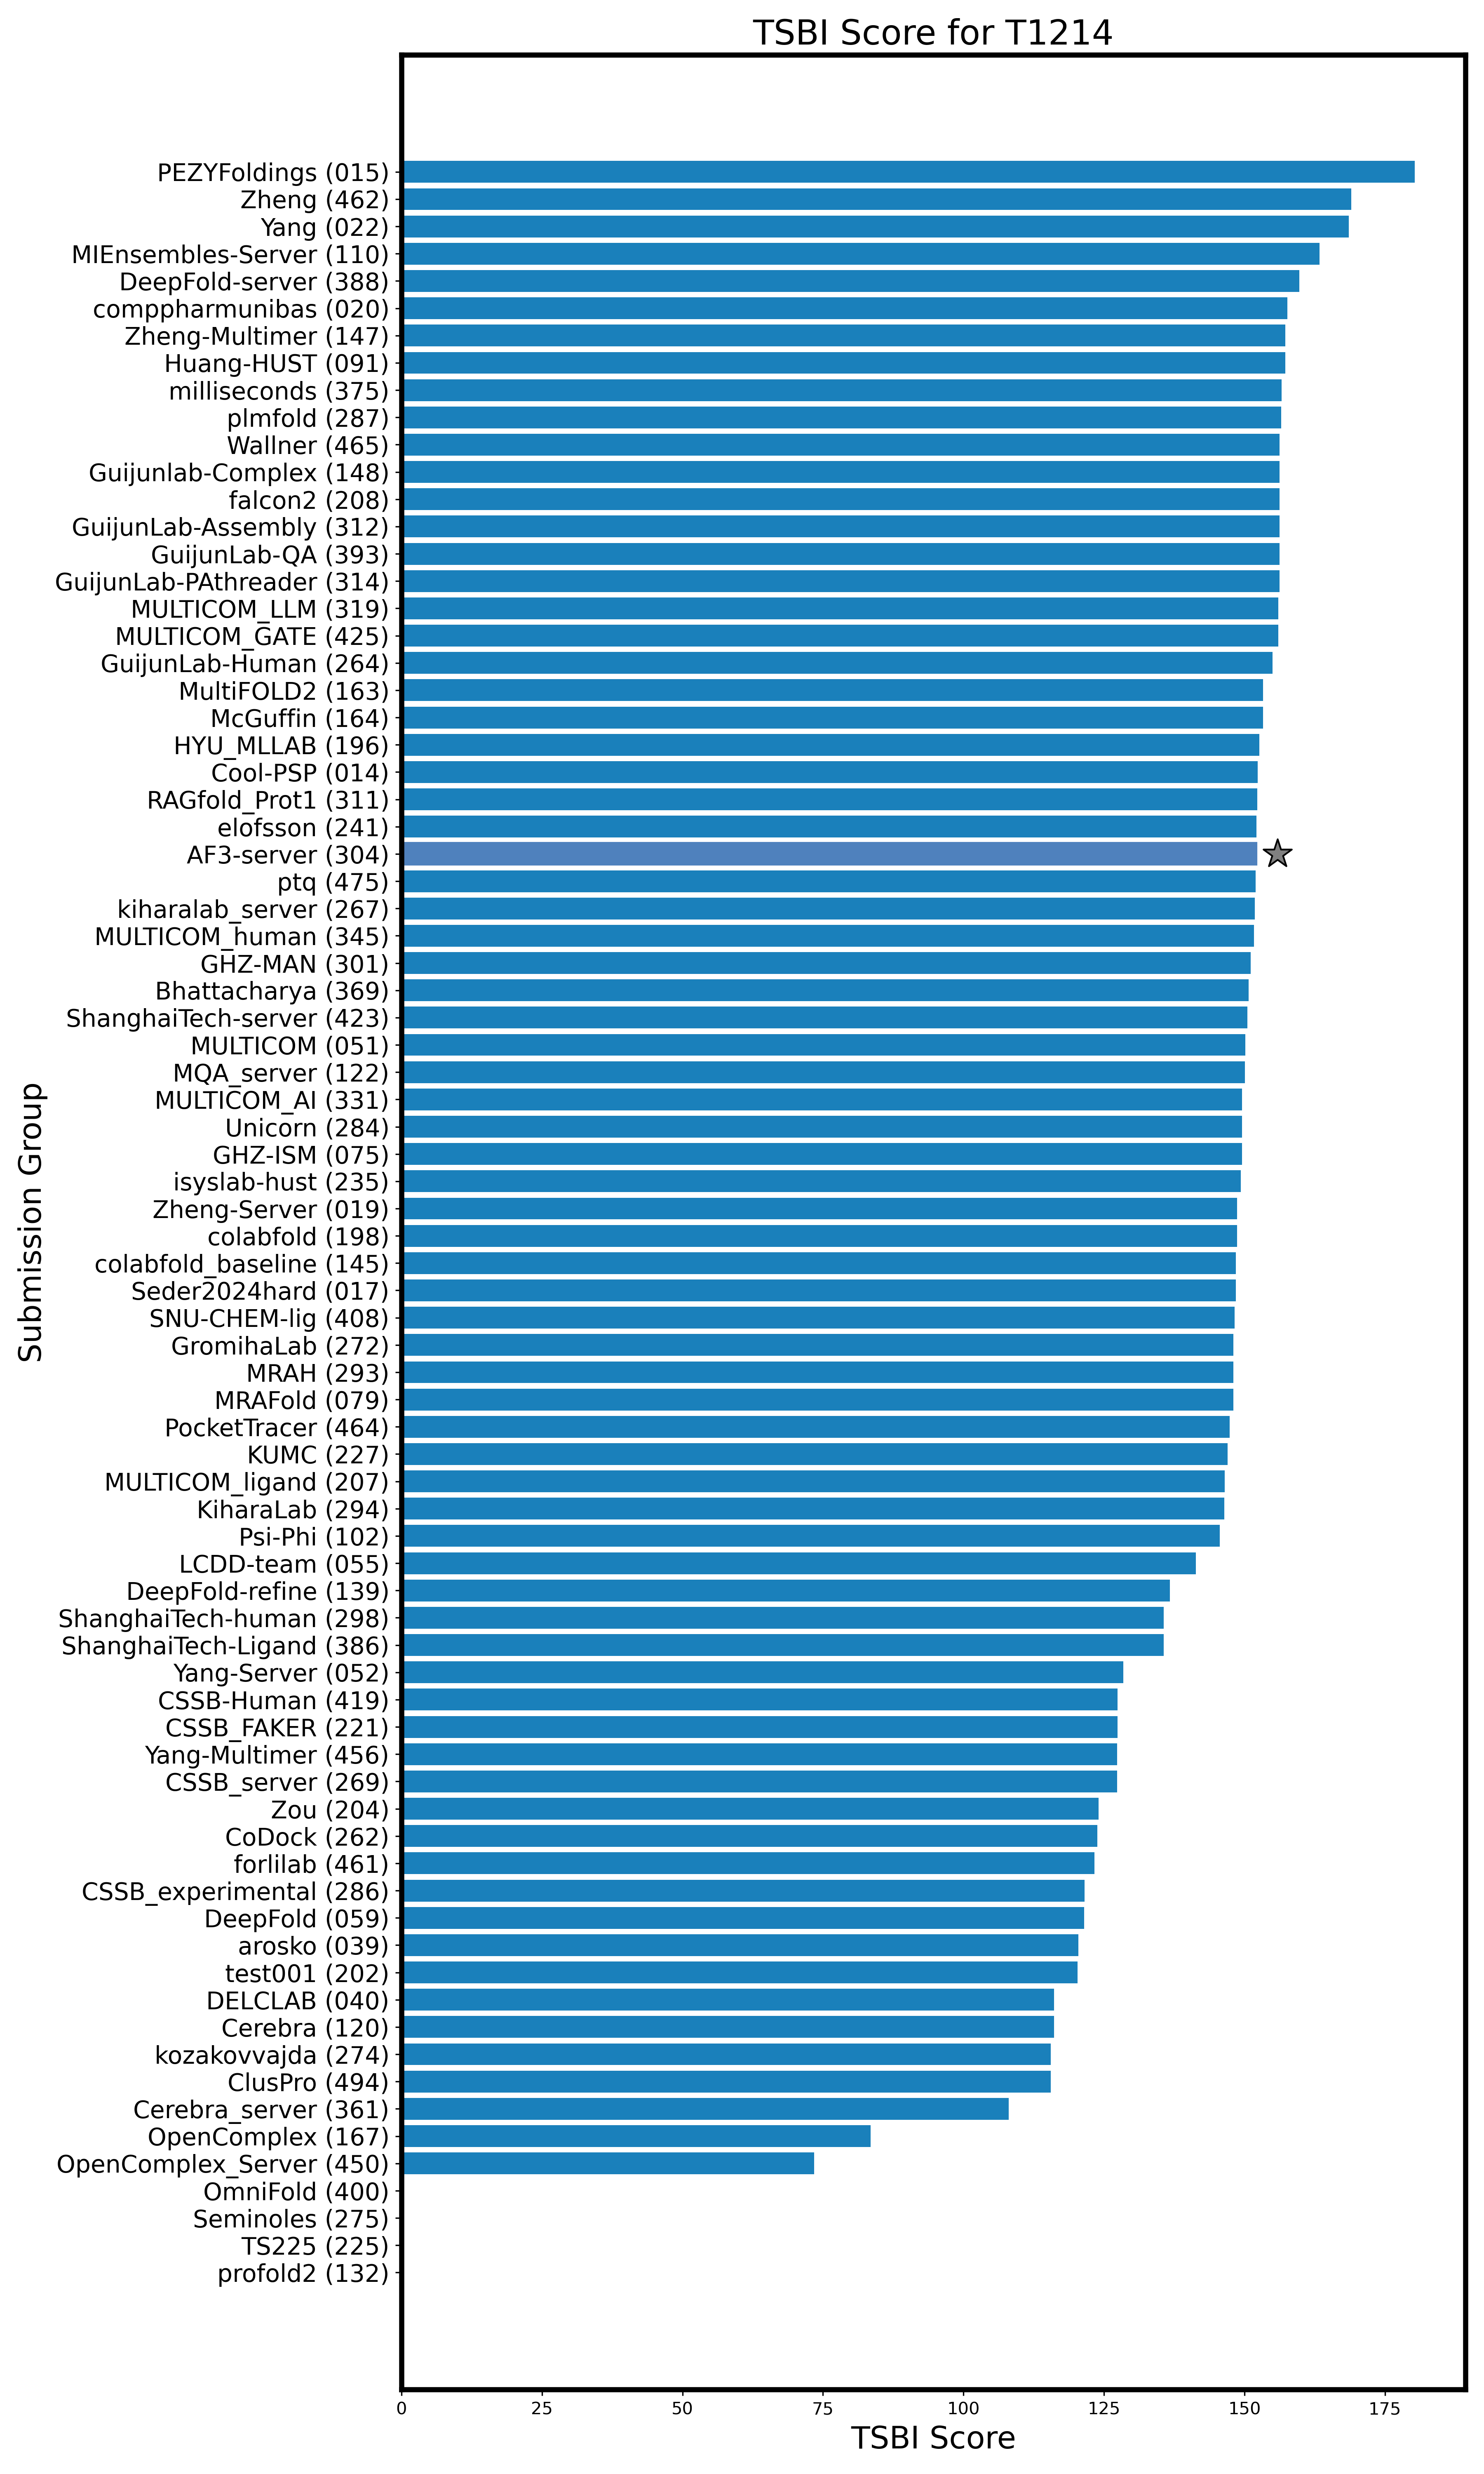 TSBI Score for T1214
PEZYFoldings (015)
Zheng (462)
Yang (022)
MIEnsembles-Server (110)
DeepFold-server (388)
comppharmunibas (020)
Zheng-Multimer (147)
Huang-HUST (091)
milliseconds (375)
plmfold (287)
Wallner (465)
Guijunlab-Complex (148)
falcon2 (208)
GuijunLab-Assembly (312)
GuijunLab-QA (393)
GuijunLab-PAthreader (314)
MULTICOM_LLM (319)
MULTICOM_GATE (425)
GuijunLab-Human (264)
MultiFOLD2 (163)
McGuffin (164)
HYU_MLLAB (196)
Cool-PSP (014)
RAGfold_Prot1 (311)
elofsson (241)
AF3-server (304)
ptq (475)
kiharalab_server (267)
MULTICOM_human (345)
GHZ-MAN (301)
Bhattacharya (369)
ShanghaiTech-server (423)
MULTICOM (051)
MQA_server (122)
MULTICOM_AI (331)
Unicorn (284)
GHZ-ISM (075)
isyslab-hust (235)
Zheng-Server (019)
colabfold (198)
colabfold_baseline (145)
Seder2024hard (017)
SNU-CHEM-lig (408)
GromihaLab (272)
MRAH (293)
MRAFold (079)
PocketTracer (464)
KUMC (227)
MULTICOM_ligand (207)
KiharaLab (294)
Psi-Phi (102)
LCDD-team (055)
DeepFold-refine (139)
ShanghaiTech-human (298)
ShanghaiTech-Ligand (386)
Yang-Server (052)
CSSB-Human (419)
CSSB_FAKER (221)
Yang-Multimer (456)
CSSB_server (269)
Zou (204)
CoDock (262)
forlilab (461)
CSSB_experimental (286)
DeepFold (059)
arosko (039)
test001 (202)
DELCLAB (040)
Cerebra (120)
kozakovvajda (274)
ClusPro (494)
Cerebra_server (361)
OpenComplex (167)
OpenComplex_Server (450)
OmniFold (400)
Seminoles (275)
TS225 (225)
profold2 (132)
Submission Group
0 25 50 75 100 125 150 175
TSBI Score